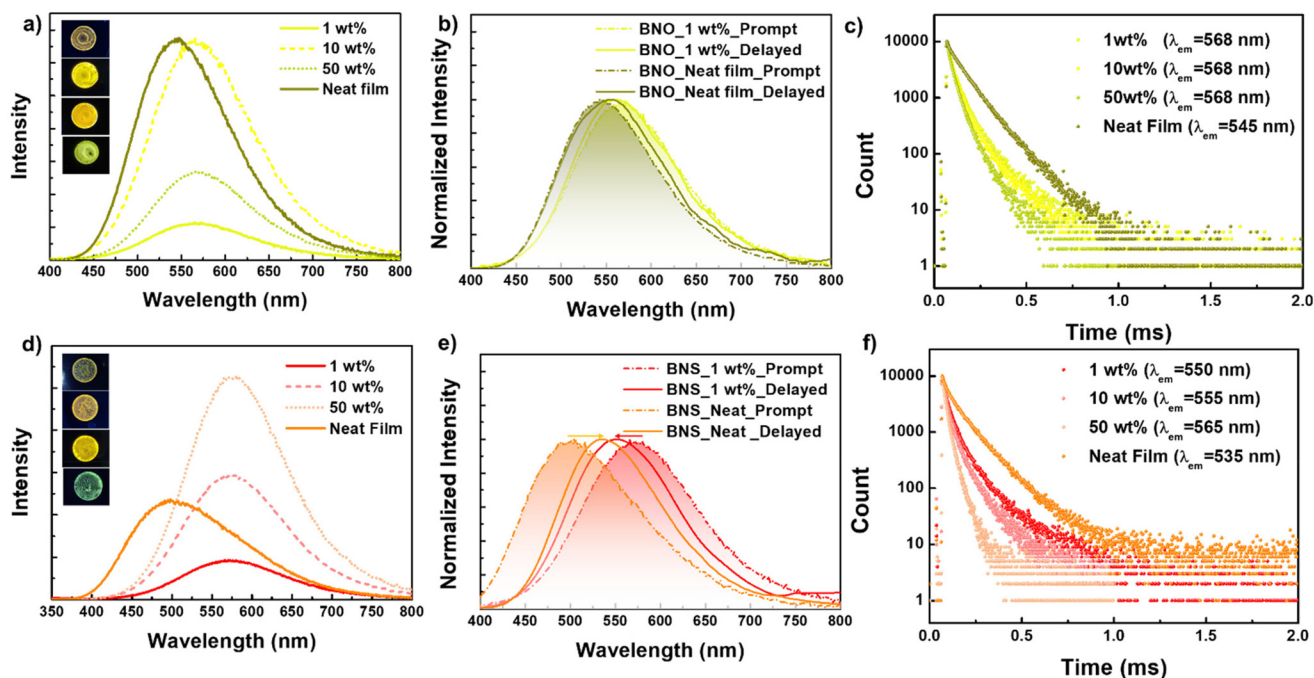 a)
1 wt%
10 wt%
50 wt%
Neat film
Intensity
400 450 500 550 600 650 700 750 800
Wavelength (nm)
b)
BNO_1 wt%_Prompt
BNO_1 wt%_Delayed
BNO_Neat film_Prompt
BNO_Neat film_Delayed
Normalized Intensity
400 450 500 550 600 650 700 750 800
Wavelength (nm)
c)
1wt% (λem=568 nm)
10wt% (λem=568 nm)
50wt% (λem=568 nm)
Neat Film (λem=545 nm)
Count
10000
1000
100
10
1
0.0 0.5 1.0 1.5 2.0
Time (ms)
d)
1 wt%
10 wt%
50 wt%
Neat Film
Intensity
350 400 450 500 550 600 650 700 750 800
Wavelength (nm)
e)
BNS_1 wt%_Prompt
BNS_1 wt%_Delayed
BNS_Neat_Prompt
BNS_Neat _Delayed
Normalized Intensity
400 450 500 550 600 650 700 750 800
Wavelength (nm)
f)
1 wt% (λem=550 nm)
10 wt% (λem=555 nm)
50 wt% (λem=565 nm)
Neat Film (λem=535 nm)
Count
10000
1000
100
10
1
0.0 0.5 1.0 1.5 2.0
Time (ms)